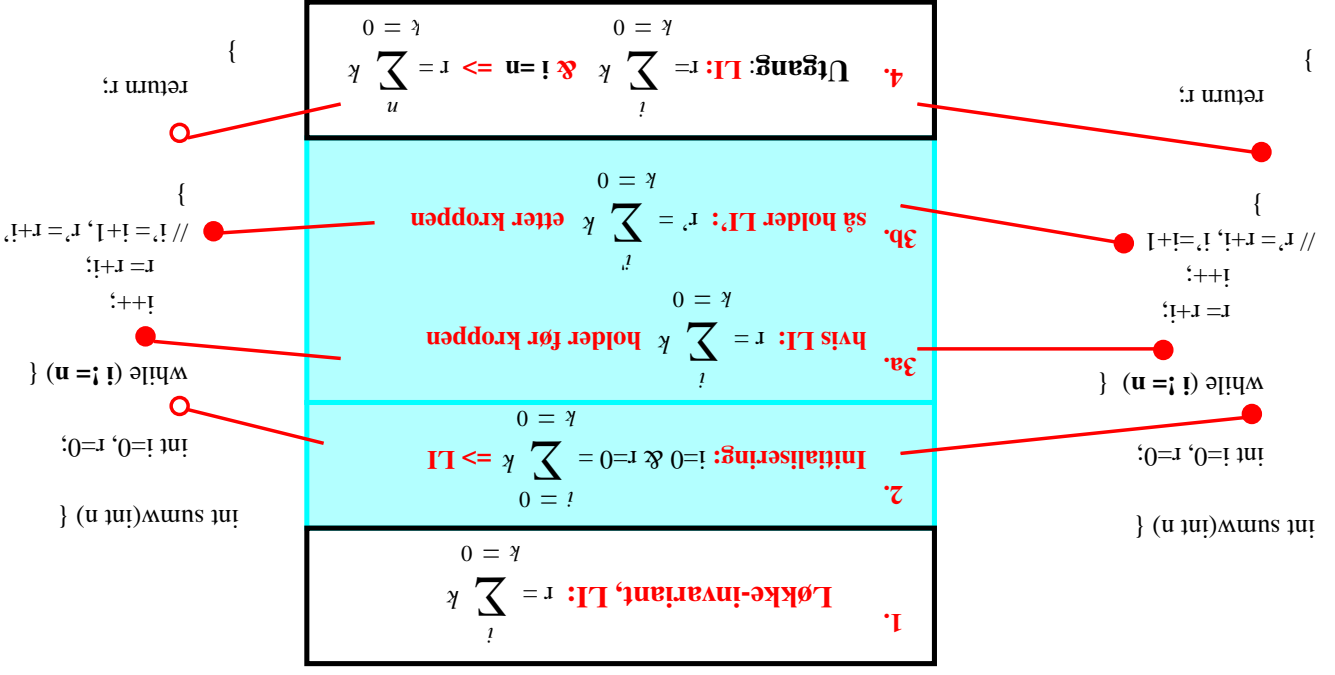 int sumw(int n) {
int i=0, r=0;
while (i != n) {
r= r+i;
i++;
// r’= r+i, i’=i+1
}
return r;
}
i
1. Løkke-invariant, LI: r = ∑ k
k = 0
i = 0
2. Initialisering: i=0 & r=0 = ∑ k => LI
k = 0
i
3a. hvis LI: r = ∑ k holder før kroppen
k = 0
i'
3b. så holder LI’: r’ = ∑ k etter kroppen
k = 0
i n
4. Utgang: LI: r= ∑ k & i =n => r = ∑ k
k = 0 k = 0
int sumw(int n) {
int i=0, r=0;
while (i != n) {
i++;
r= r+i;
// i’= i+1, r’= r+i’
}
return r;
}